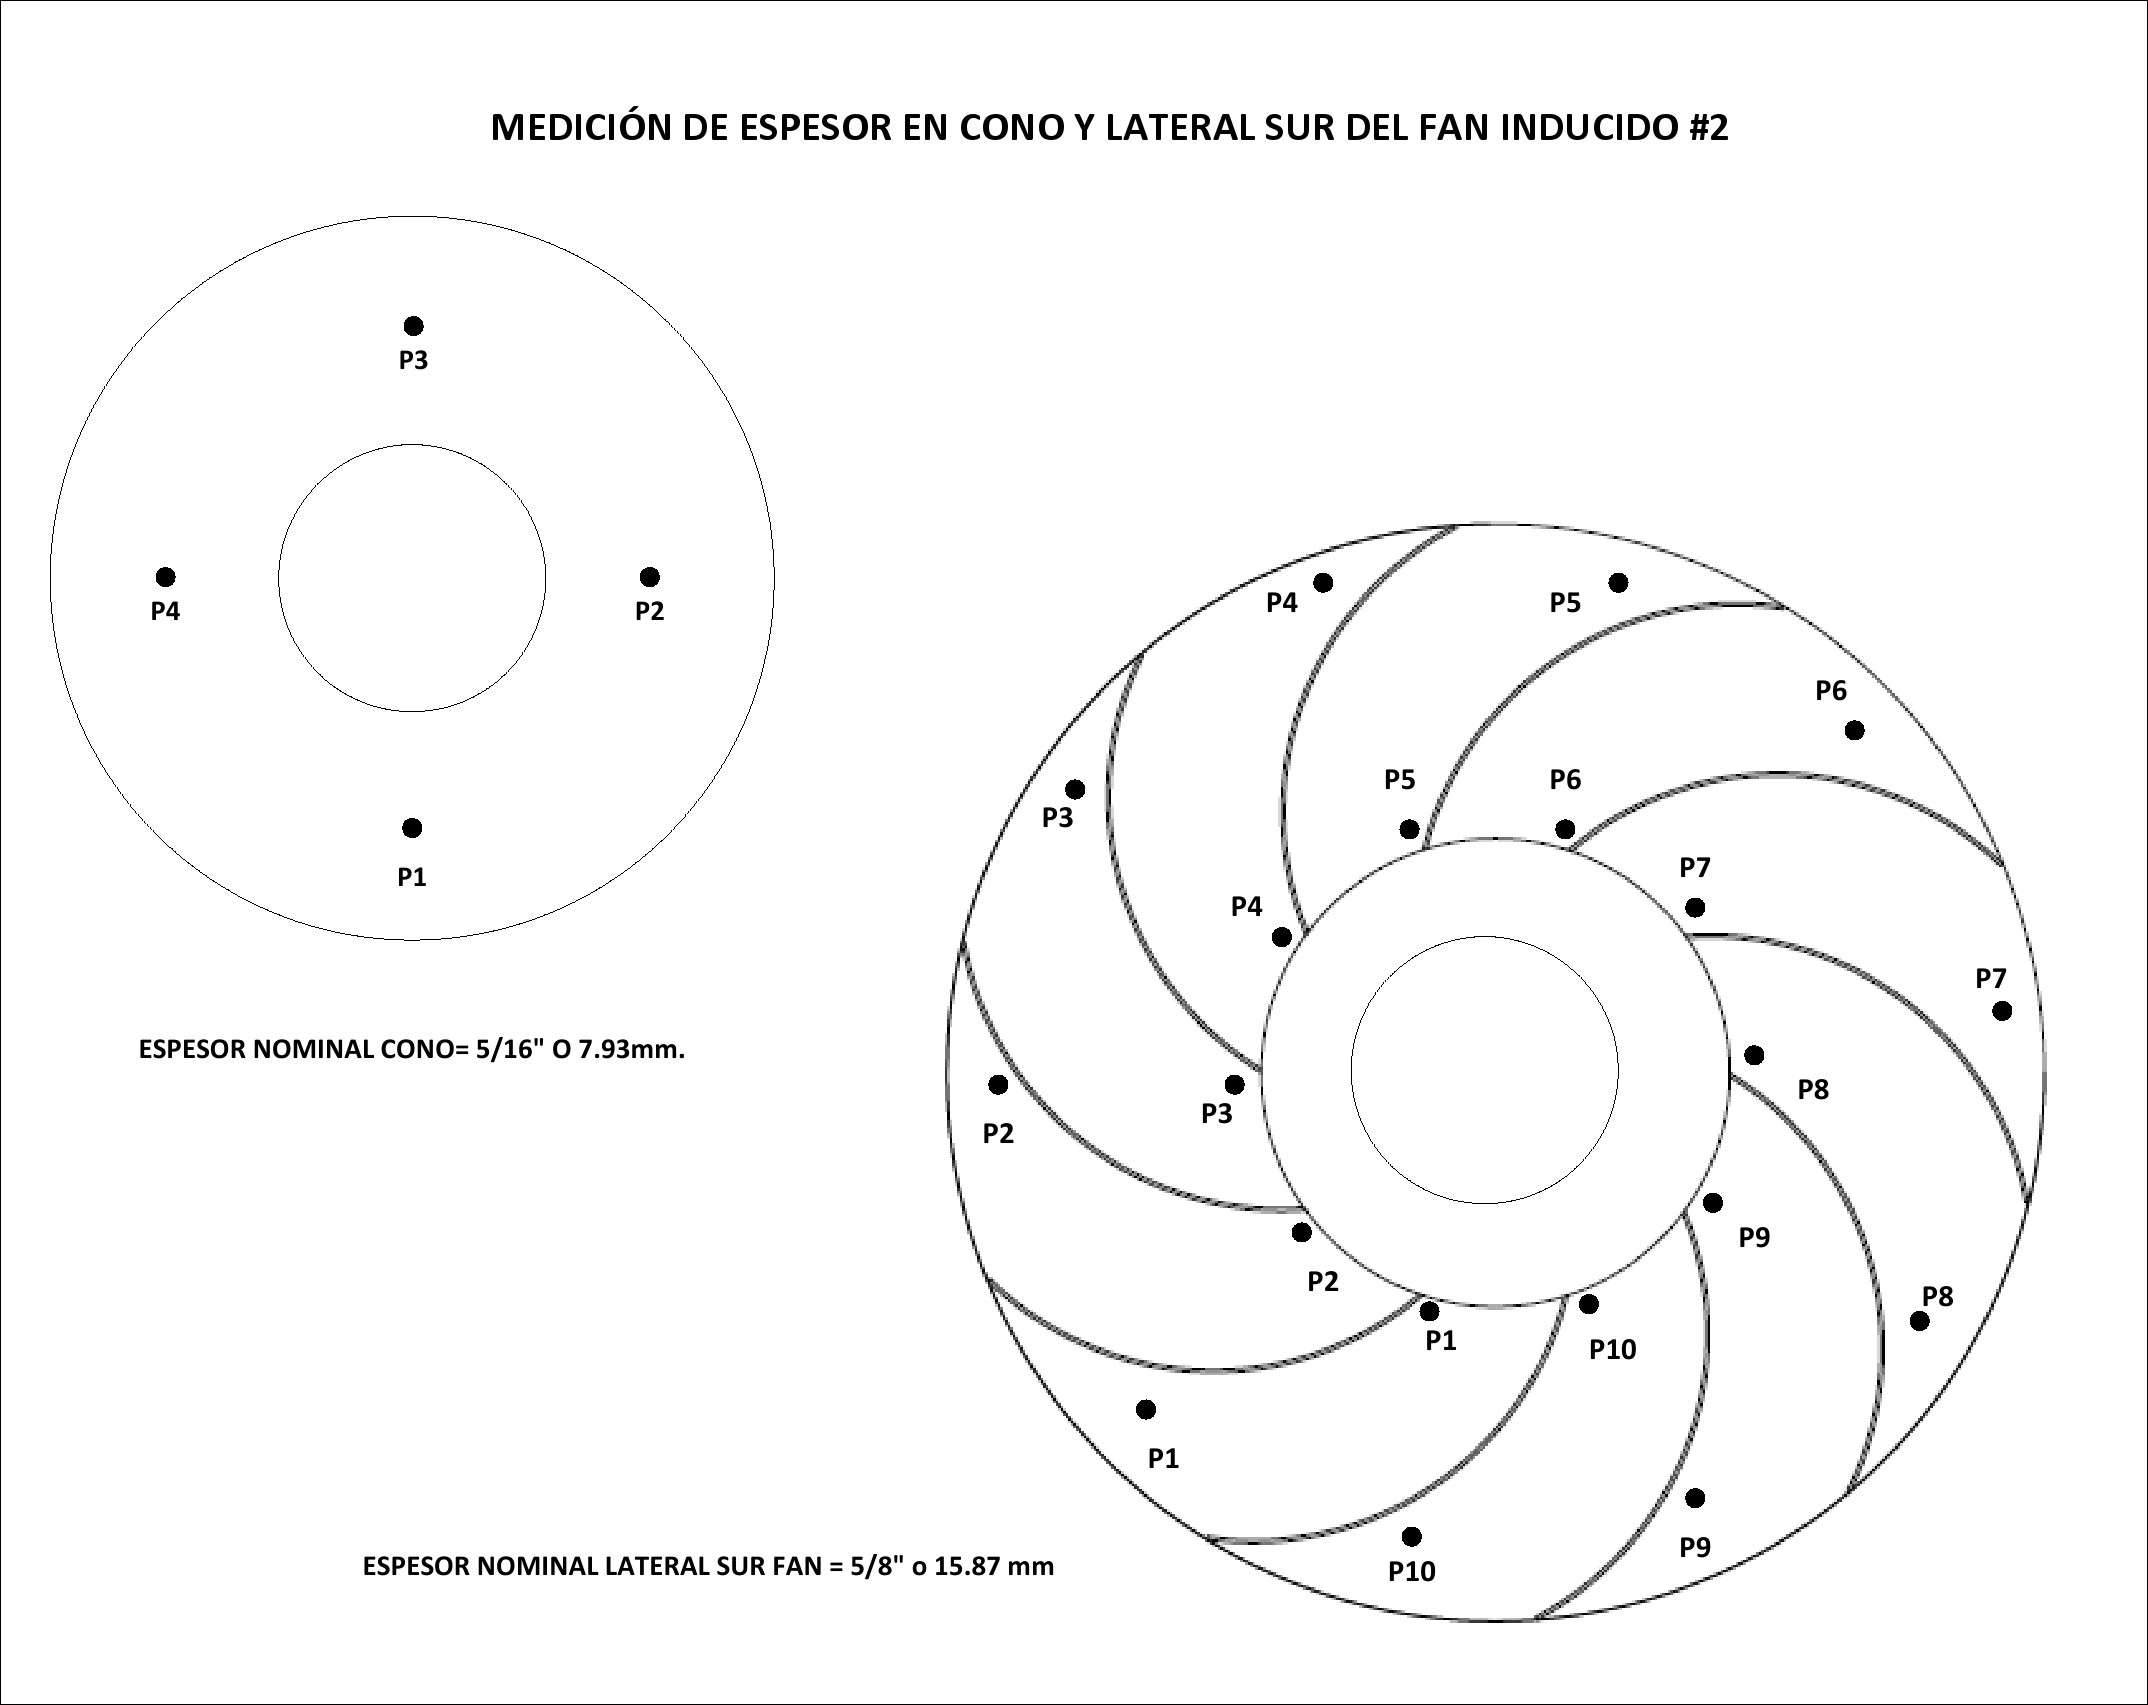 MEDICIÓN DE ESPESOR EN CONO Y LATERAL SUR DEL FAN INDUCIDO #2
P3
P4
P2
P1
ESPESOR NOMINAL CONO= 5/16" O 7.93mm.
P4
P5
P6
P5
P6
P3
P7
P4
P7
P8
P3
P2
P9
P2
P8
P1
P10
P1
P9
P10
ESPESOR NOMINAL LATERAL SUR FAN = 5/8" o 15.87 mm